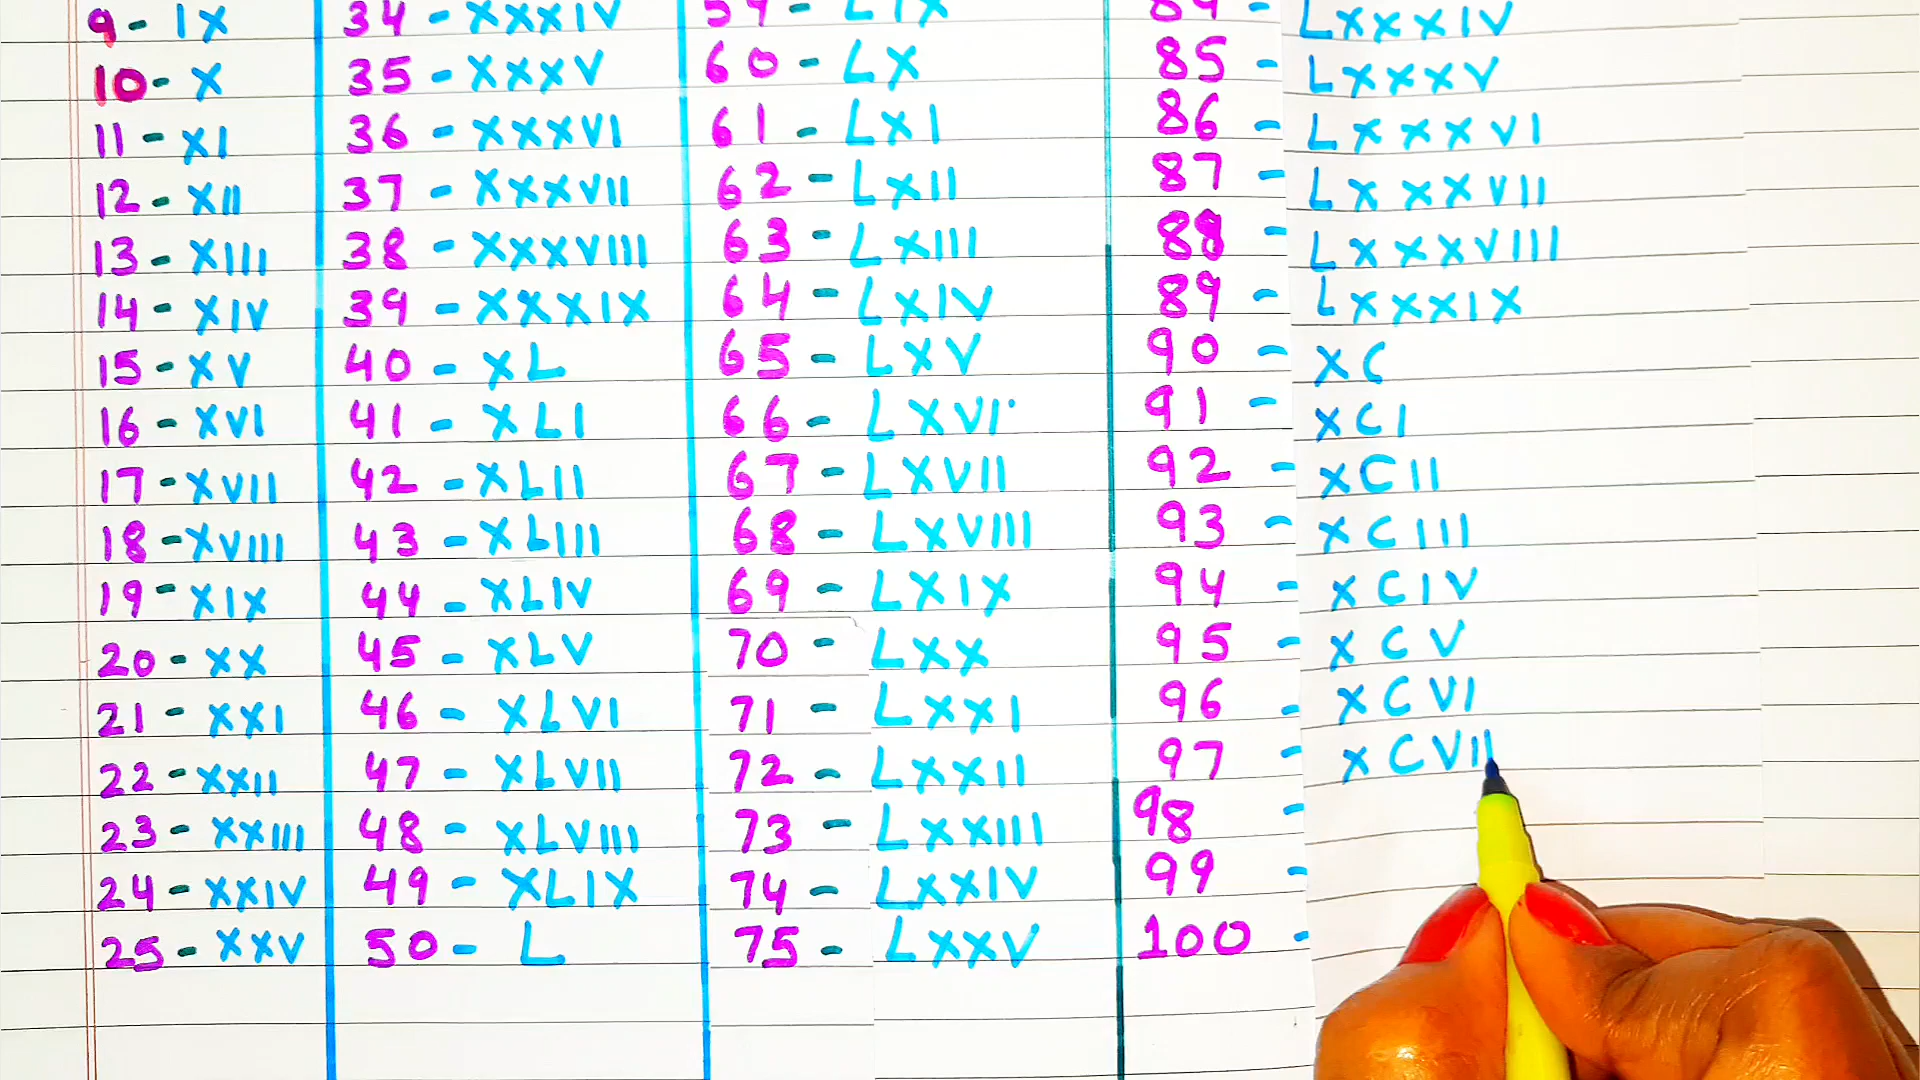 9 - IX
10 - X
11 - XI
12 - XII
13 - XIII
14 - XIV
15 - XV
16 - XVI
17 - XVII
18 - XVIII
19 - XIX
20 - XX
21 - XXI
22 - XXII
23 - XXIII
24 - XXIV
25 - XXV
34 - XXXIV
35 - XXXV
36 - XXXVI
37 - XXXVII
38 - XXXVIII
39 - XXXIX
40 - XL
41 - XLI
42 - XLII
43 - XLIII
44 - XLIV
45 - XLV
46 - XLVI
47 - XLVII
48 - XLVIII
49 - XLIX
50 - L
59 - LIX
60 - LX
61 - LXI
62 - LXII
63 - LXIII
64 - LXIV
65 - LXV
66 - LXVI
67 - LXVII
68 - LXVIII
69 - LXIX
70 - LXX
71 - LXXI
72 - LXXII
73 - LXXIII
74 - LXXIV
75 - LXXV
84 - LXXXIV
85 - LXXXV
86 - LXXXVI
87 - LXXXVII
88 - LXXXVIII
89 - LXXXIX
90 - XC
91 - XCI
92 - XCII
93 - XCIII
94 - XCIV
95 - XCV
96 - XCVI
97 - XCVII
98 -
99 -
100 -